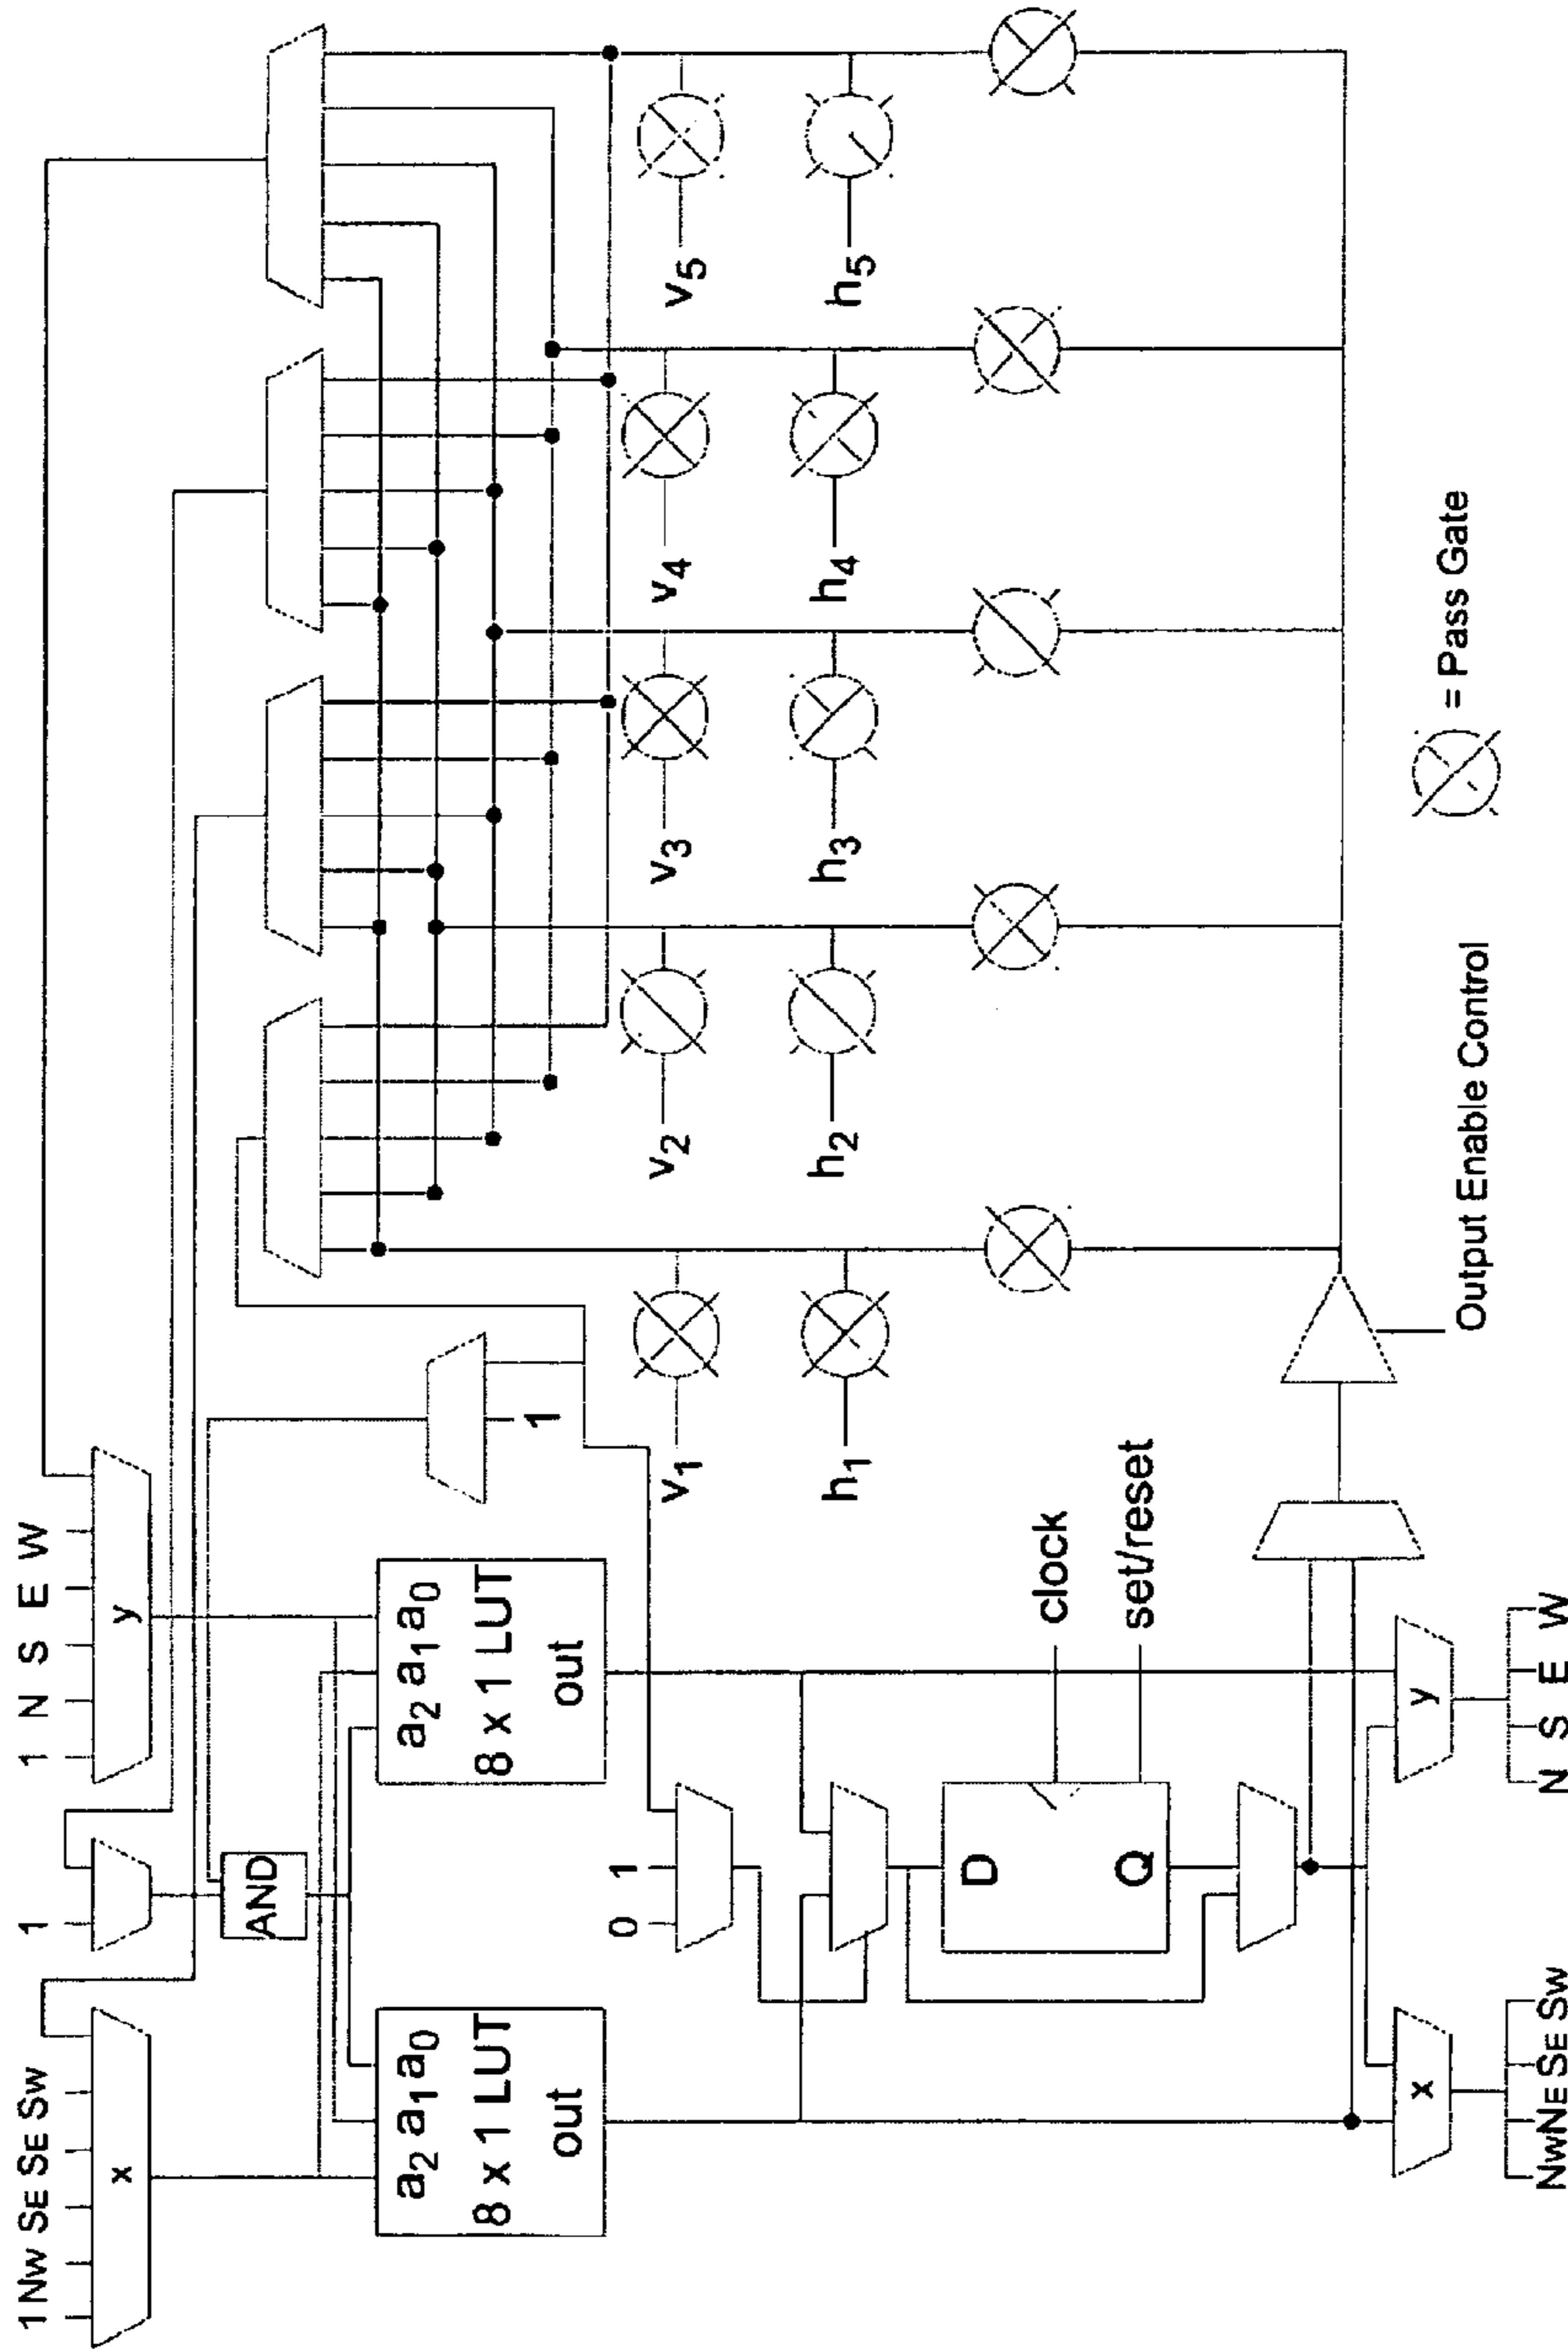 1NW SE SE SW
1
1 N S E W
x
y
AND
1
a2 a1 a0
8 x 1 LUT
out
a2 a1 a0
8 x 1 LUT
out
0 1
D
Q
clock
set/reset
x
y
NWNE SE SW
N S E W
v1
h1
v2
h2
v3
h3
v4
h4
v5
h5
Output Enable Control
= Pass Gate